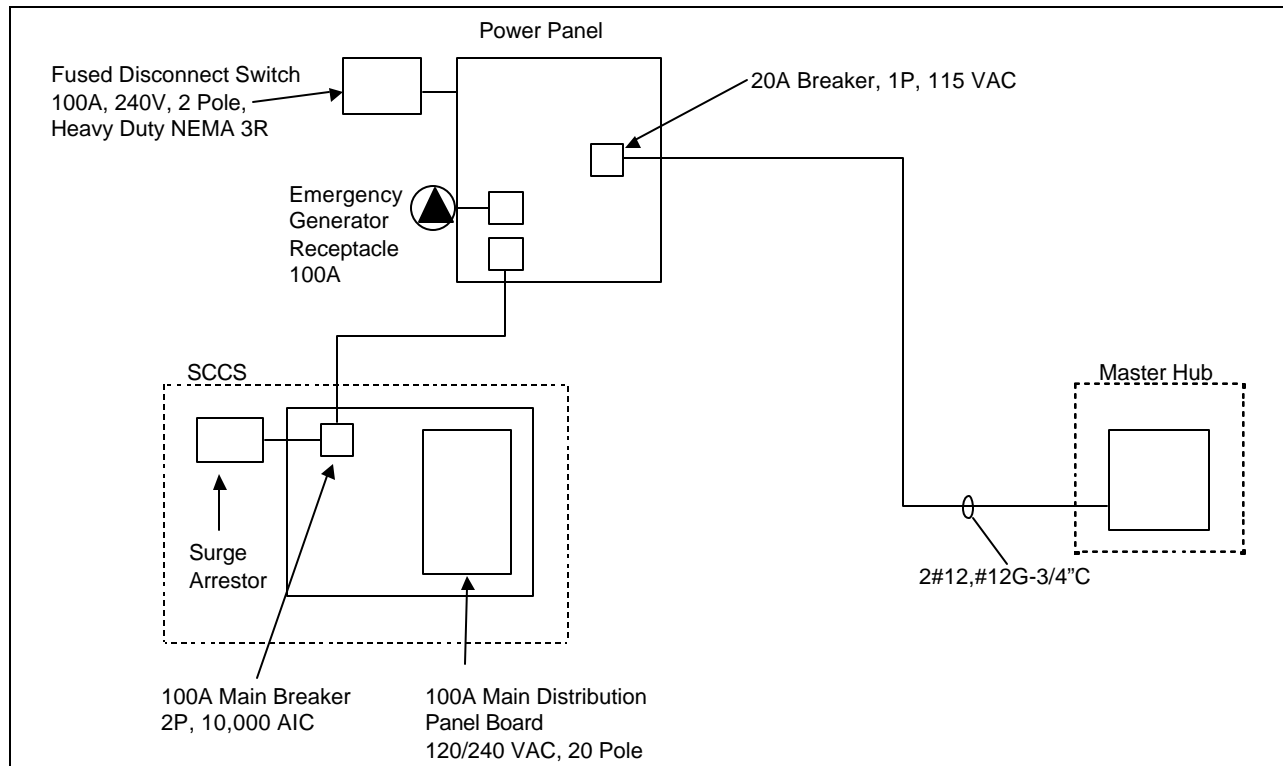 Power Panel
Fused Disconnect Switch
100A, 240V, 2 Pole,
Heavy Duty NEMA 3R
20A Breaker, 1P, 115 VAC
Emergency
Generator
Receptacle
100A
SCCS
Master Hub
Surge
Arrestor
2#12,#12G-3/4”C
100A Main Breaker
2P, 10,000 AIC
100A Main Distribution
Panel Board
120/240 VAC, 20 Pole